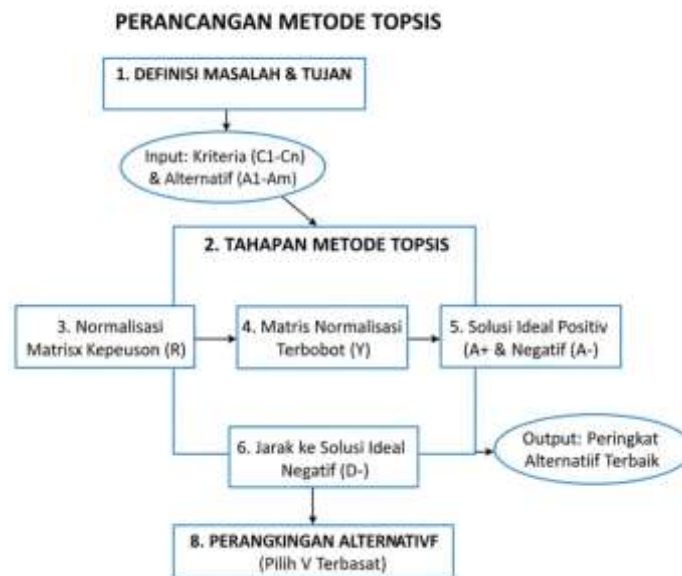 PERANCANGAN METODE TOPSIS
1. DEFINISI MASALAH & TUJAN
Input: Kriteria (C1-Cn)
& Alternatif (A1-Am)
2. TAHAPAN METODE TOPSIS
3. Normalisasi
Matrisx Kepeuson (R)
4. Matris Normalisasi
Terbobot (Y)
5. Solusi Ideal Positiv
(A+ & Negatif (A-)
6. Jarak ke Solusi Ideal
Negatif (D-)
Output: Peringkat
Alternatiif Terbaik
8. PERANGKINGAN ALTERNATIVF
(Pilih V Terbasat)